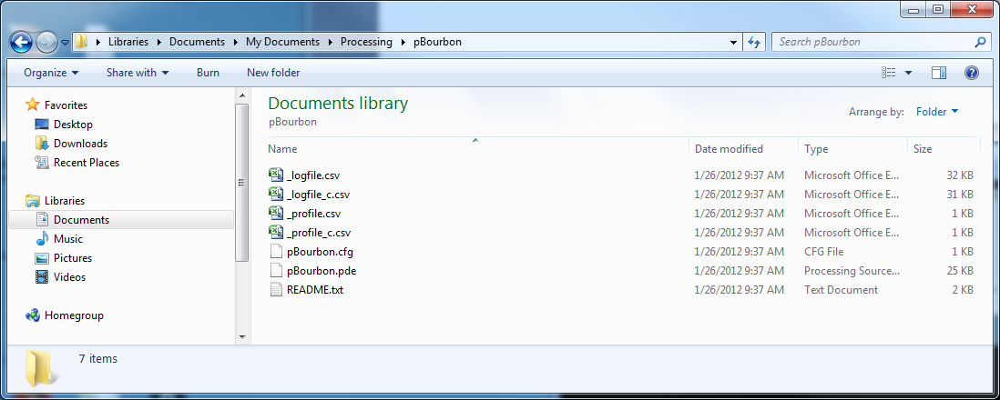 Libraries Documents My Documents Processing pBourbon Search pBourbon
Organize Share with Burn New folder
Favorites
Desktop
Downloads
Recent Places
Libraries
Documents
Music
Pictures
Videos
Homegroup
Documents library
pBourbon
Arrange by: Folder
Name Date modified Type Size
_logfile.csv 1/26/2012 9:37 AM Microsoft Office E... 32 KB
_logfile_c.csv 1/26/2012 9:37 AM Microsoft Office E... 31 KB
_profile.csv 1/26/2012 9:37 AM Microsoft Office E... 1 KB
_profile_c.csv 1/26/2012 9:37 AM Microsoft Office E... 1 KB
pBourbon.cfg 1/26/2012 9:37 AM CFG File 1 KB
pBourbon.pde 1/26/2012 9:37 AM Processing Source... 25 KB
README.txt 1/26/2012 9:37 AM Text Document 2 KB
7 items